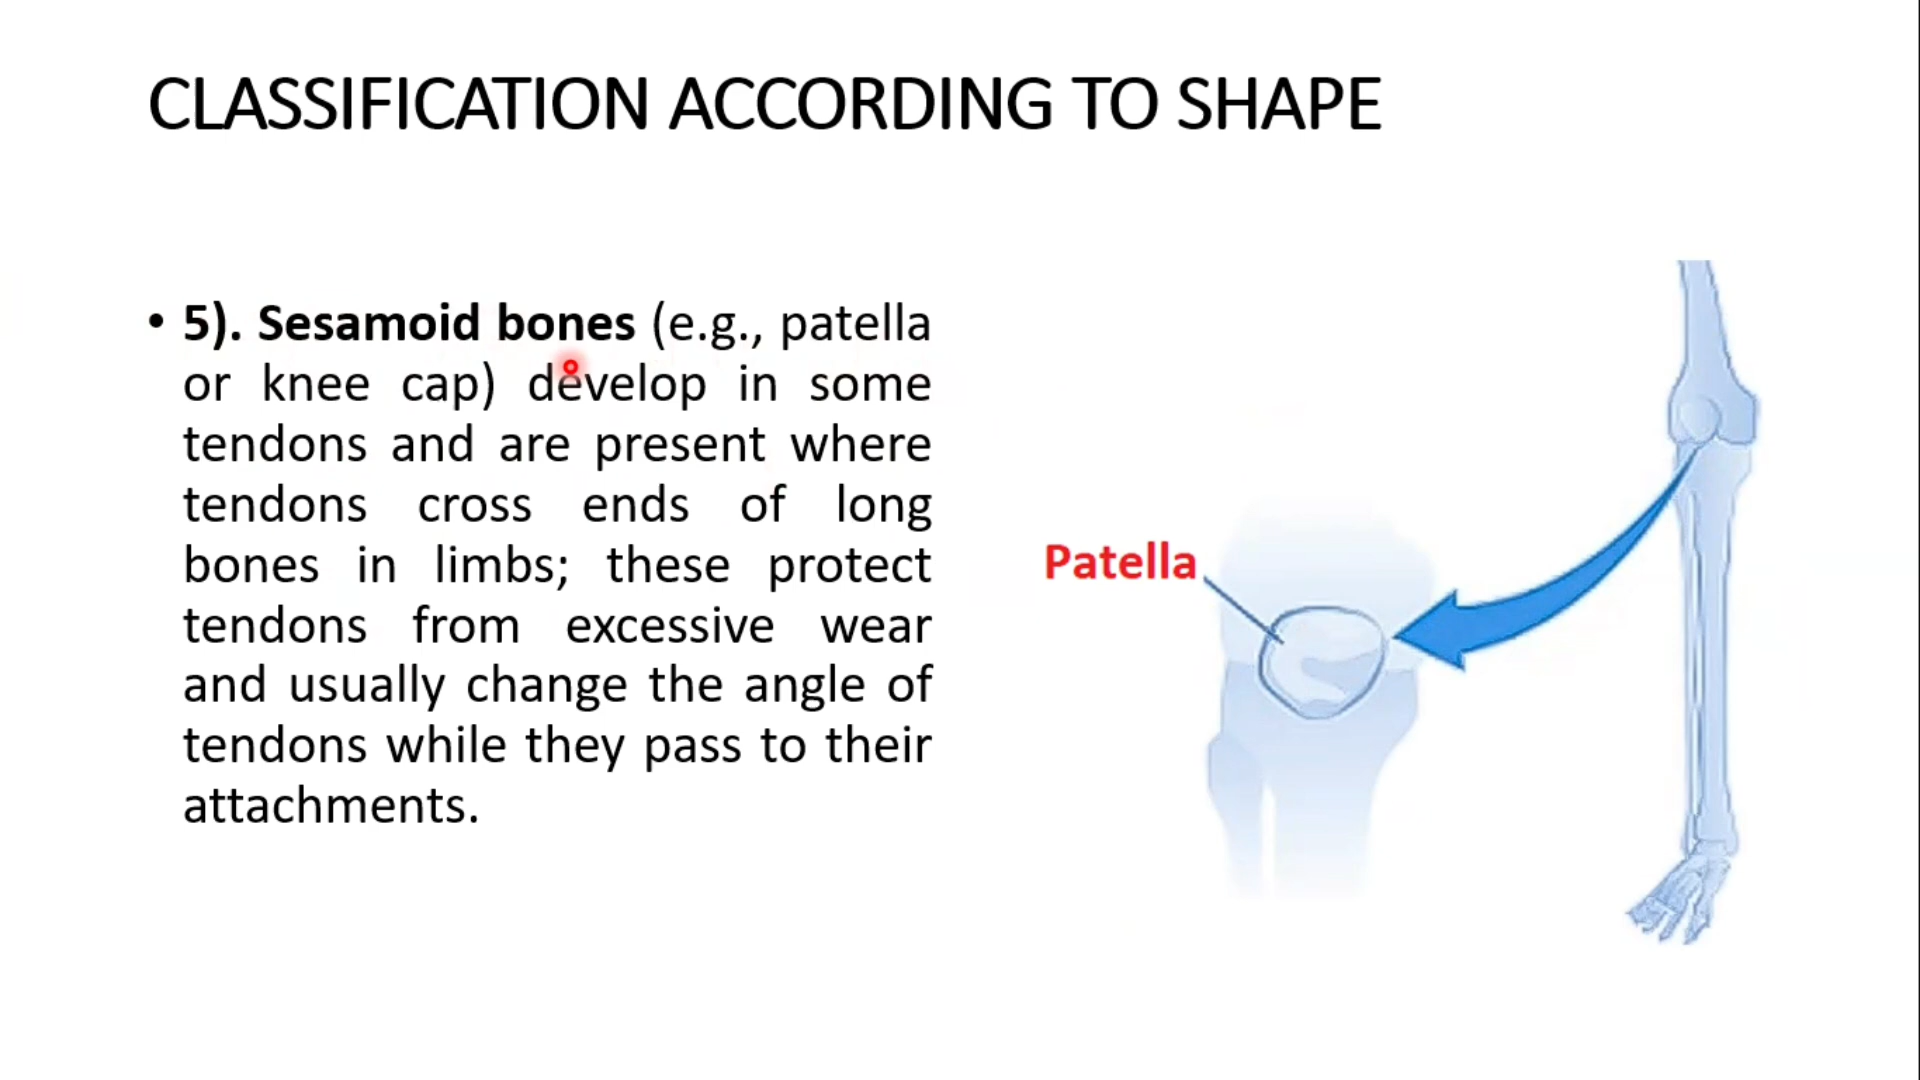 CLASSIFICATION ACCORDING TO SHAPE
• 5). Sesamoid bones (e.g., patella
or knee cap) develop in some
tendons and are present where
tendons cross ends of long
bones in limbs; these protect
tendons from excessive wear
and usually change the angle of
tendons while they pass to their
attachments.
Patella